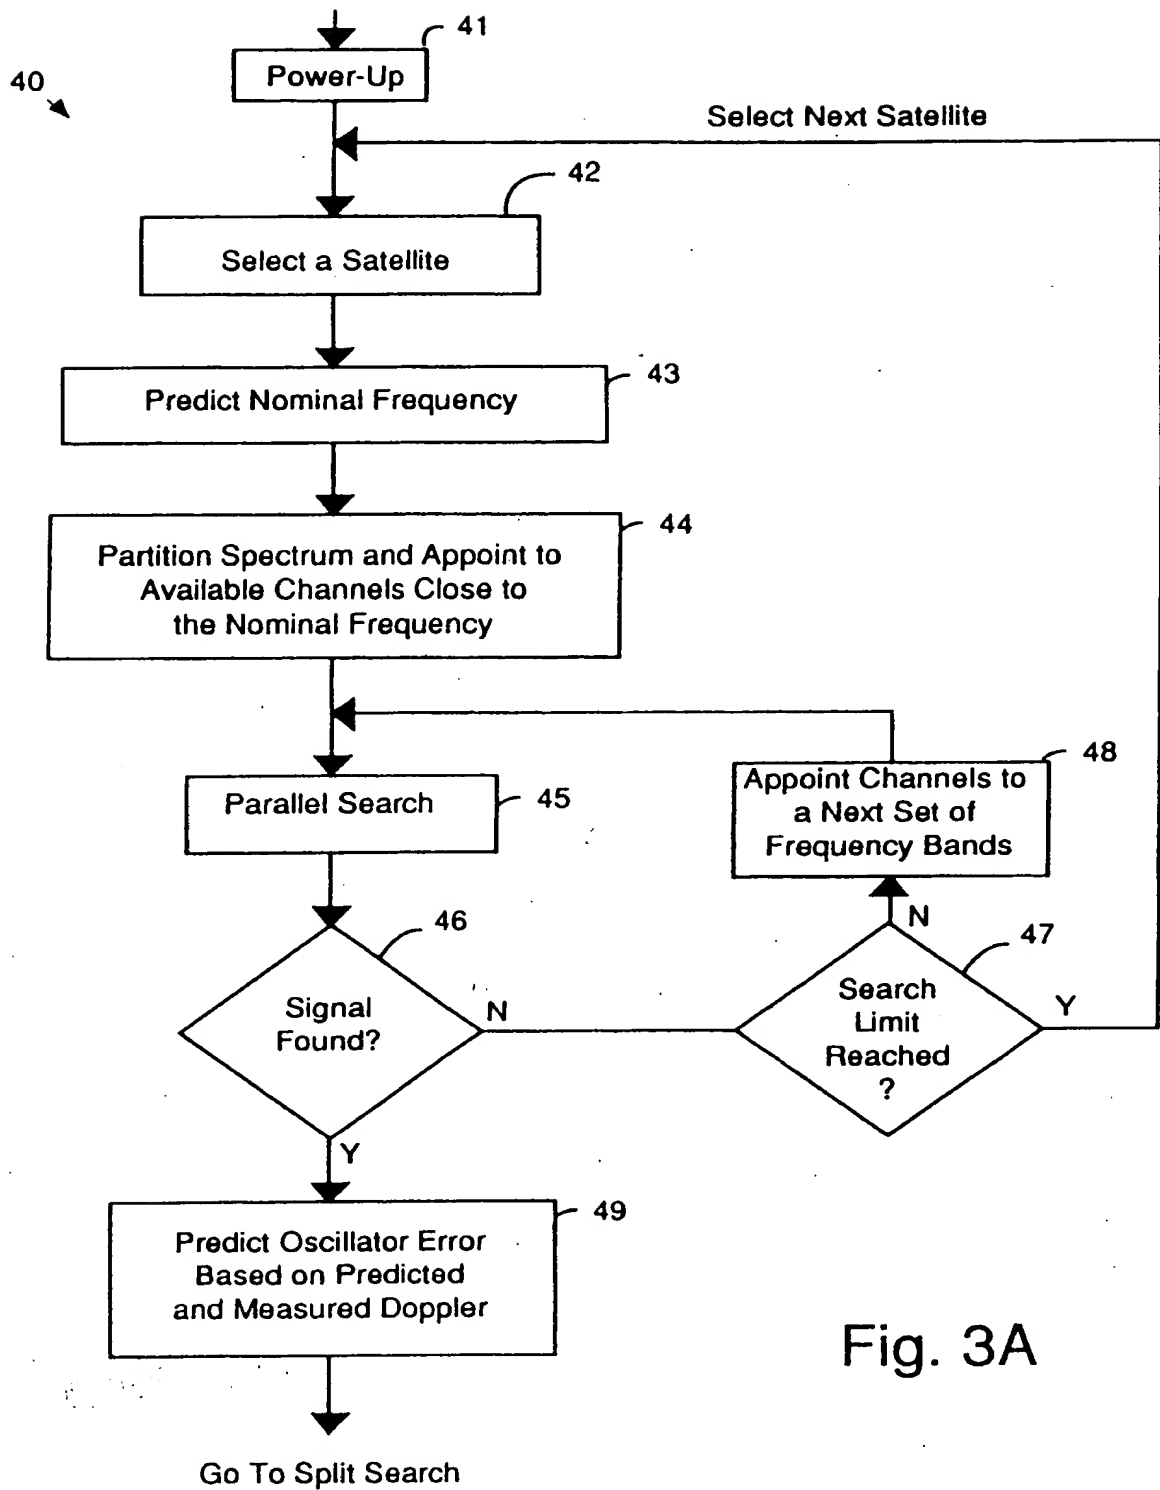 41
Power-Up
40
Select Next Satellite
42
Select a Satellite
43
Predict Nominal Frequency
44
Partition Spectrum and Appoint to
Available Channels Close to
the Nominal Frequency
48
Appoint Channels to
a Next Set of
Frequency Bands
Parallel Search
45
N
46
47
Signal
Found?
N
Search
Limit
Reached
?
Y
Y
49
Predict Oscillator Error
Based on Predicted
and Measured Doppler
Fig. 3A
Go To Split Search